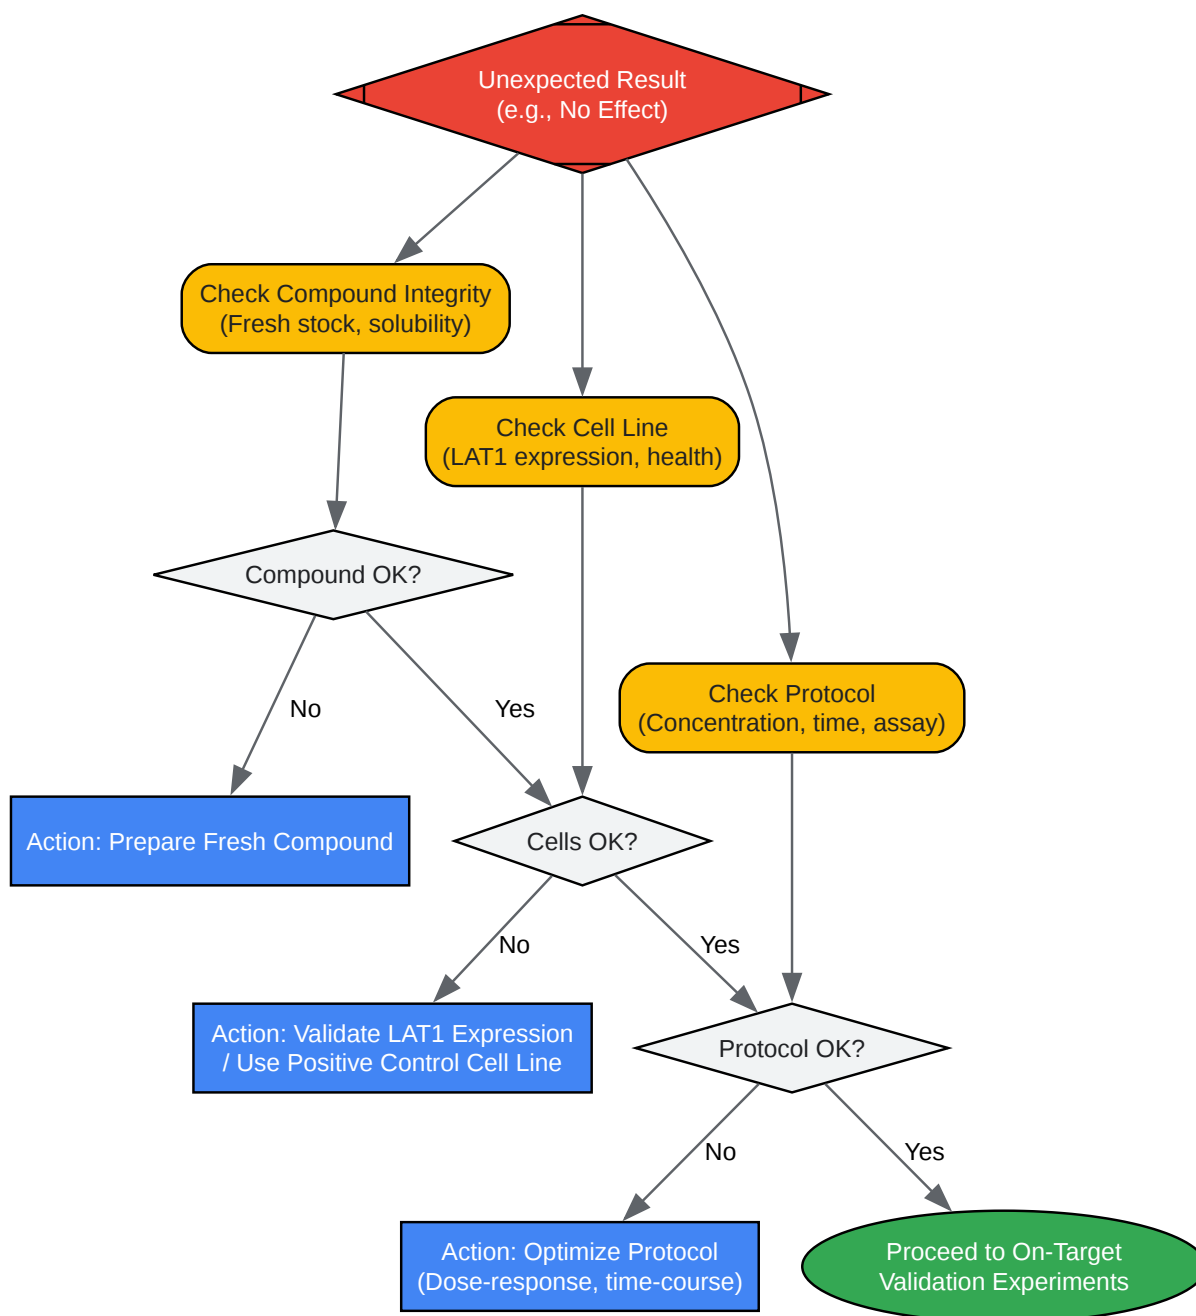 Unexpected Result
(e.g., No Effect)
Check Compound Integrity
(Fresh stock, solubility)
Check Cell Line
(LAT1 expression, health)
Compound OK?
Check Protocol
(Concentration, time, assay)
No
Yes
Action: Prepare Fresh Compound
Cells OK?
No
Yes
Action: Validate LAT1 Expression
/ Use Positive Control Cell Line
Protocol OK?
No
Yes
Action: Optimize Protocol
(Dose-response, time-course)
Proceed to On-Target
Validation Experiments